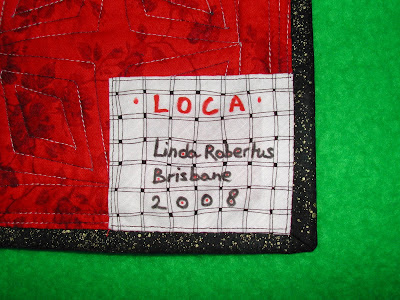 · LOCA ·
Linda Robertus
Brisbane
2008